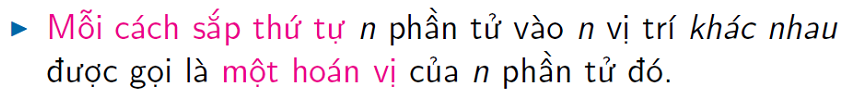 ▶ Mỗi cách sắp thứ tự n phần tử vào n vị trí khác nhau
được gọi là một hoán vị của n phần tử đó.